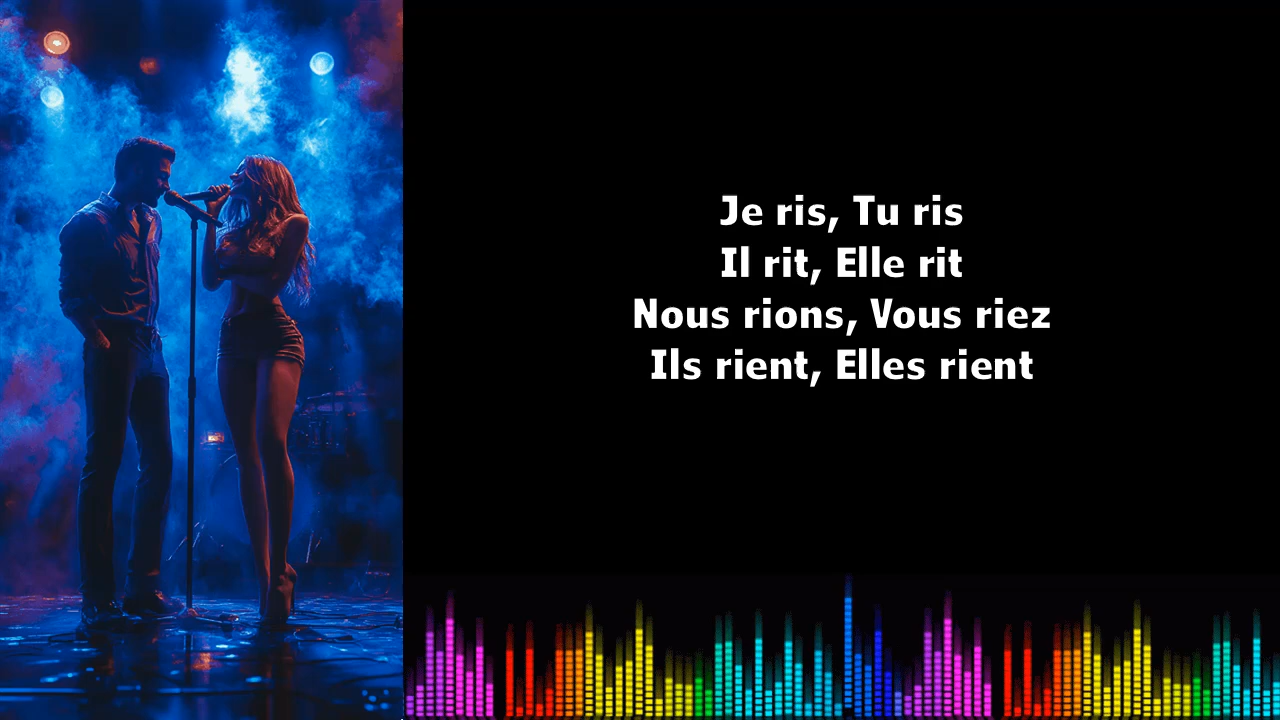 Je ris, Tu ris
Il rit, Elle rit
Nous rions, Vous riez
Ils rient, Elles rient